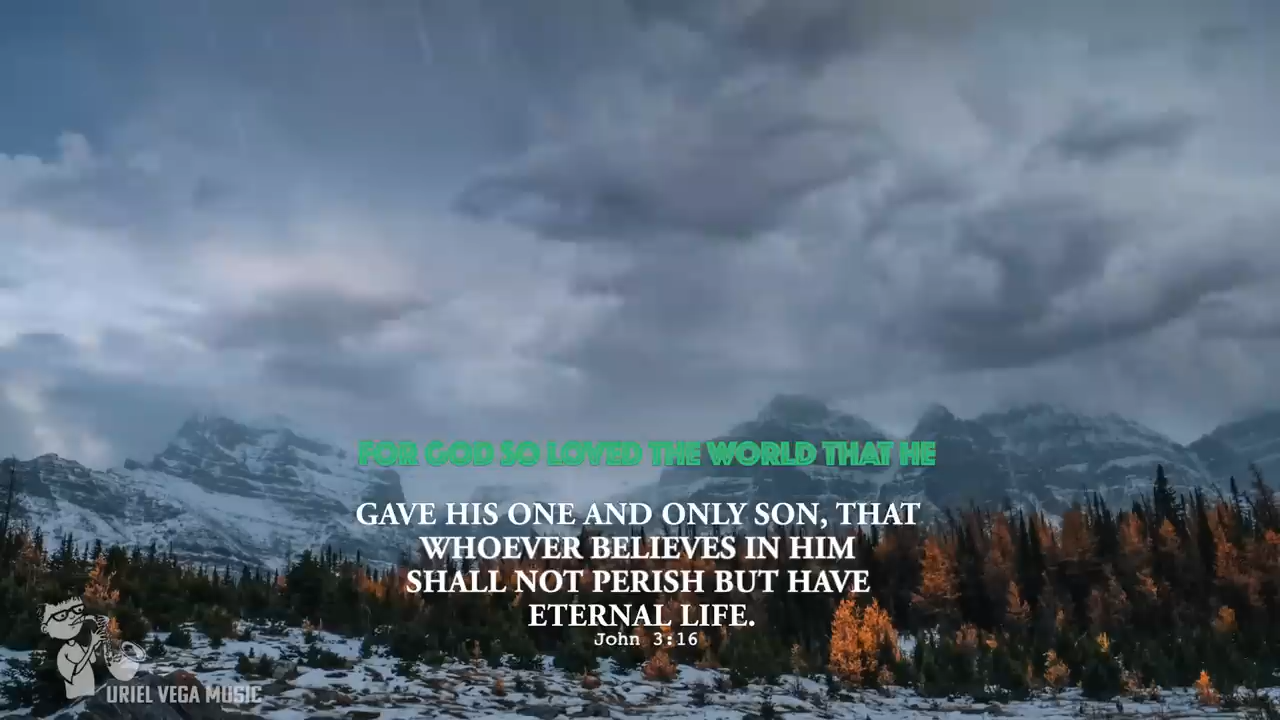 FOR GOD SO LOVED THE WORLD THAT HE
GAVE HIS ONE AND ONLY SON, THAT
WHOEVER BELIEVES IN HIM
SHALL NOT PERISH BUT HAVE
ETERNAL LIFE.
John 3:16
URIEL VEGA MUSIC